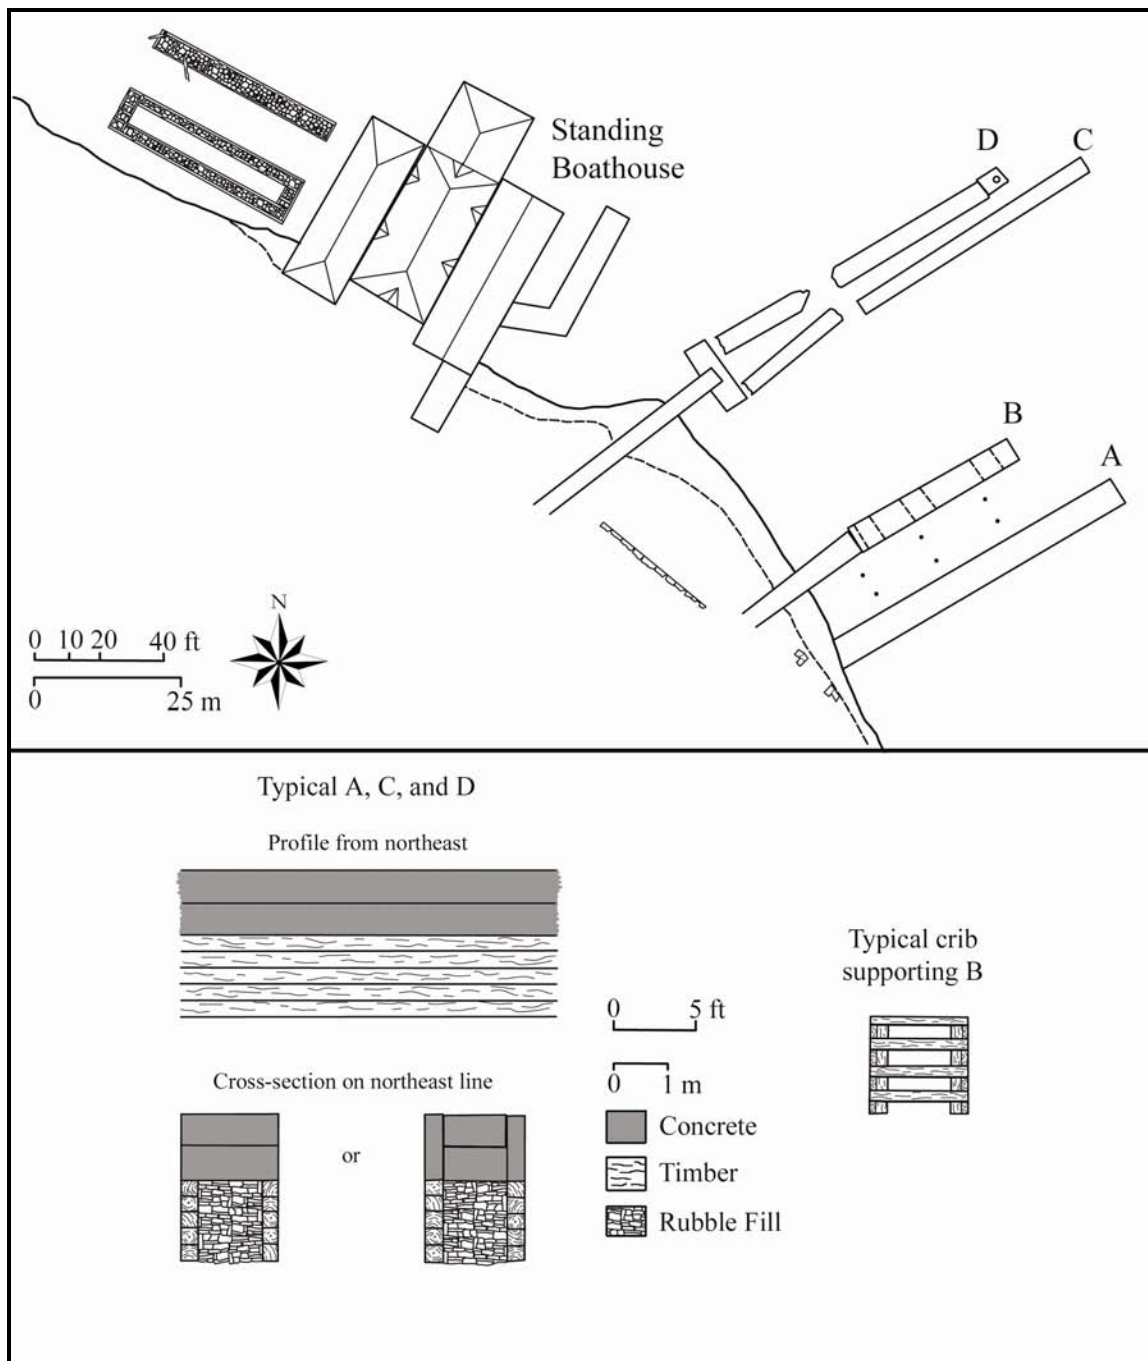 Standing
Boathouse
D
C
B
A
N
0 10 20 40 ft
0 25 m
Typical A, C, and D
Profile from northeast
Typical crib
supporting B
0 5 ft
0 1 m
Cross-section on northeast line
or
Concrete
Timber
Rubble Fill